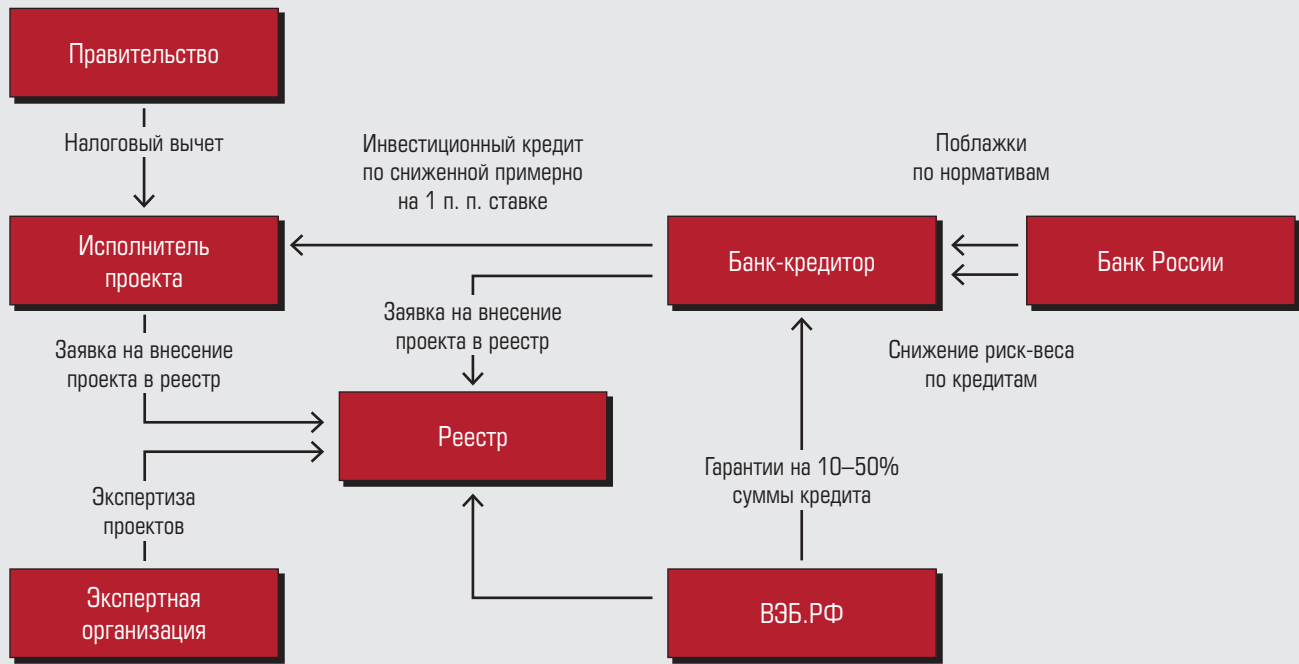 Правительство
Налоговый вычет
Инвестиционный кредит
по сниженной примерно
на 1 п. п. ставке
Поблажки
по нормативам
Исполнитель
проекта
Банк-кредитор
Банк России
Заявка на внесение
проекта в реестр
Заявка на внесение
проекта в реестр
Снижение риск-веса
по кредитам
Реестр
Гарантии на 10–50%
суммы кредита
Экспертиза
проектов
Экспертная
организация
ВЭБ.РФ